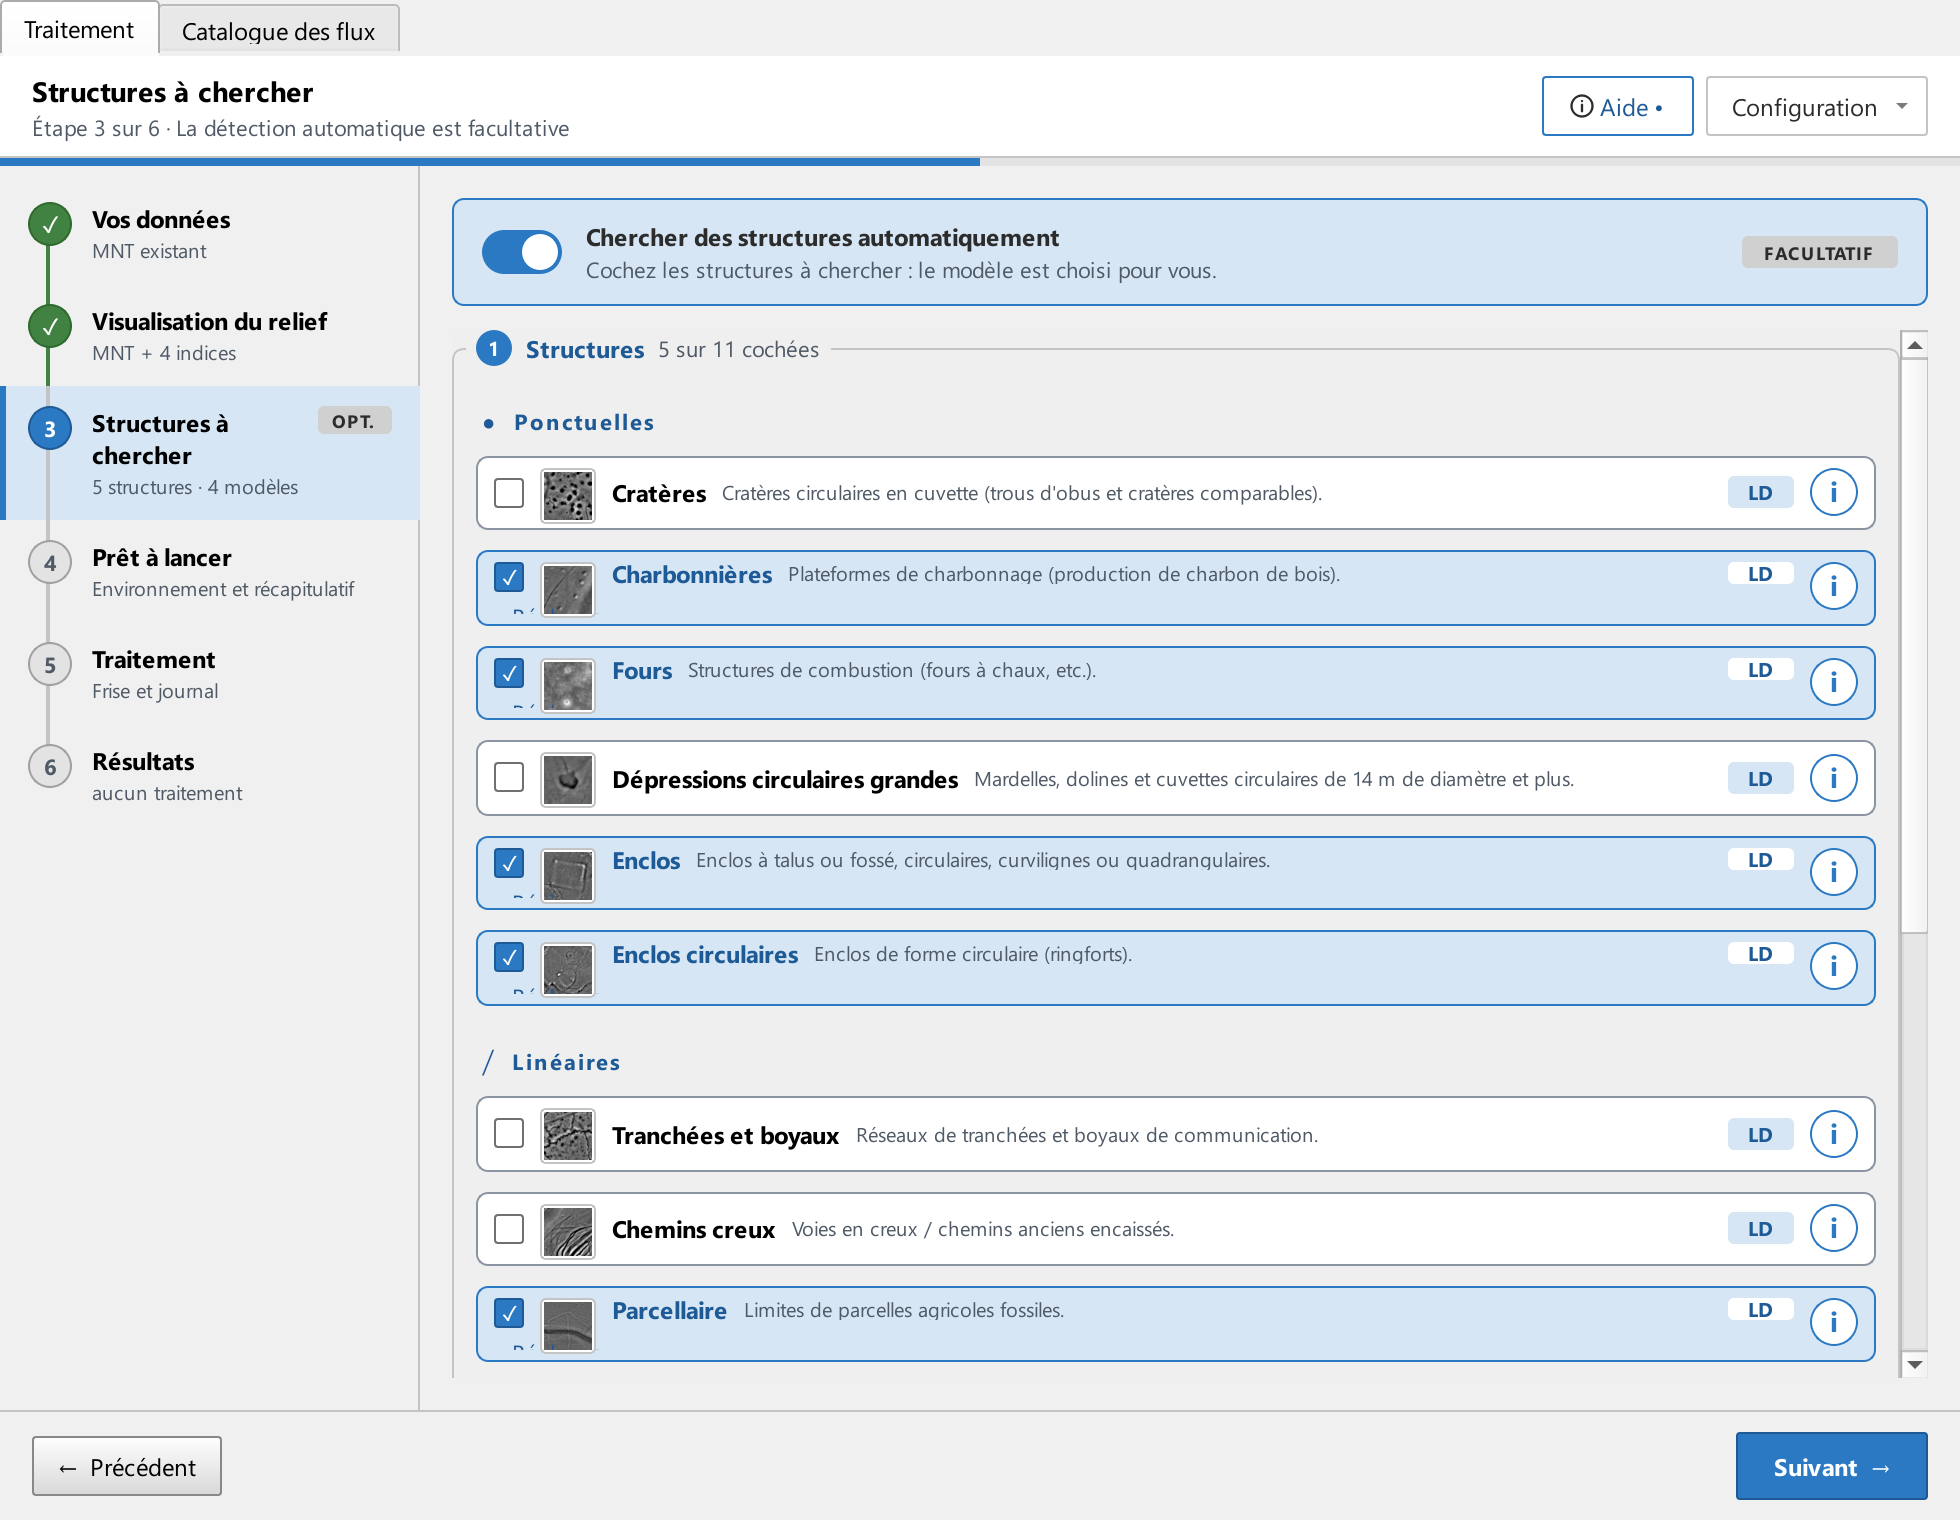 Traitement
Catalogue des flux
Structures à chercher
Étape 3 sur 6 · La détection automatique est facultative
Aide •
Configuration
Vos données
MNT existant
Visualisation du relief
MNT + 4 indices
3
Structures à
chercher
OPT.
5 structures · 4 modèles
4
Prêt à lancer
Environnement et récapitulatif
5
Traitement
Frise et journal
6
Résultats
aucun traitement
Chercher des structures automatiquement
Cochez les structures à chercher : le modèle est choisi pour vous.
FACULTATIF
1 Structures 5 sur 11 cochées
• Ponctuelles
Cratères Cratères circulaires en cuvette (trous d'obus et cratères comparables). LD i
Charbonnières Plateformes de charbonnage (production de charbon de bois). LD i
Fours Structures de combustion (fours à chaux, etc.). LD i
Dépressions circulaires grandes Mardelles, dolines et cuvettes circulaires de 14 m de diamètre et plus. LD i
Enclos Enclos à talus ou fossé, circulaires, curvilignes ou quadrangulaires. LD i
Enclos circulaires Enclos de forme circulaire (ringforts). LD i
/ Linéaires
Tranchées et boyaux Réseaux de tranchées et boyaux de communication. LD i
Chemins creux Voies en creux / chemins anciens encaissés. LD i
Parcellaire Limites de parcelles agricoles fossiles. LD i
← Précédent
Suivant →